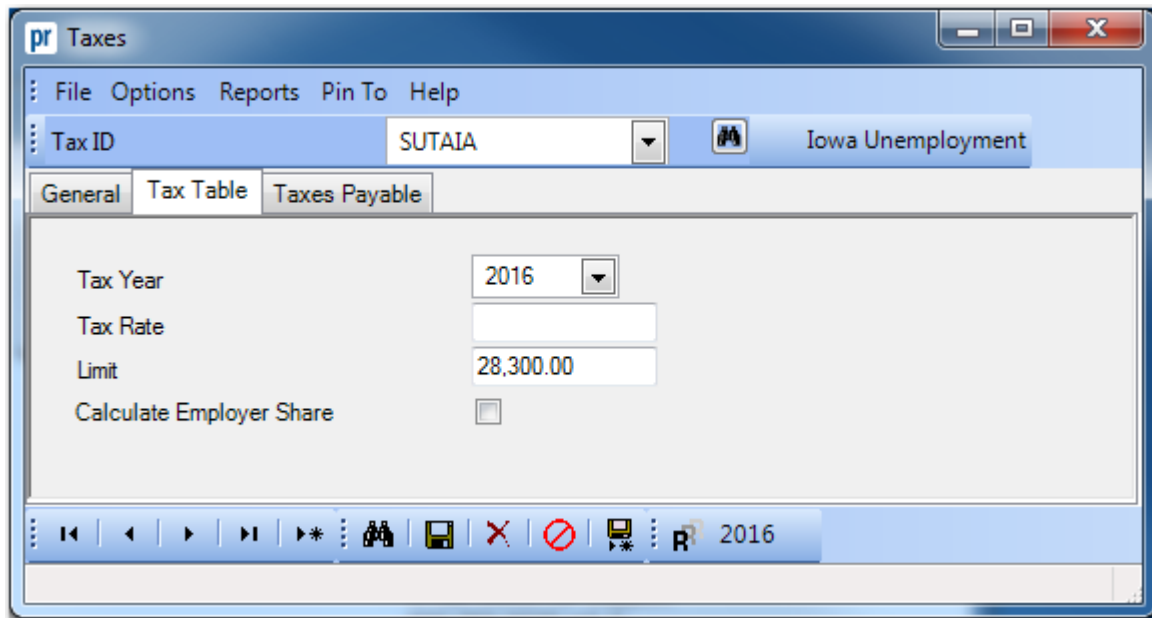 pr Taxes
File Options Reports Pin To Help
Tax ID SUTAIA Iowa Unemployment
General Tax Table Taxes Payable
Tax Year 2016
Tax Rate
Limit 28,300.00
Calculate Employer Share
R 2016